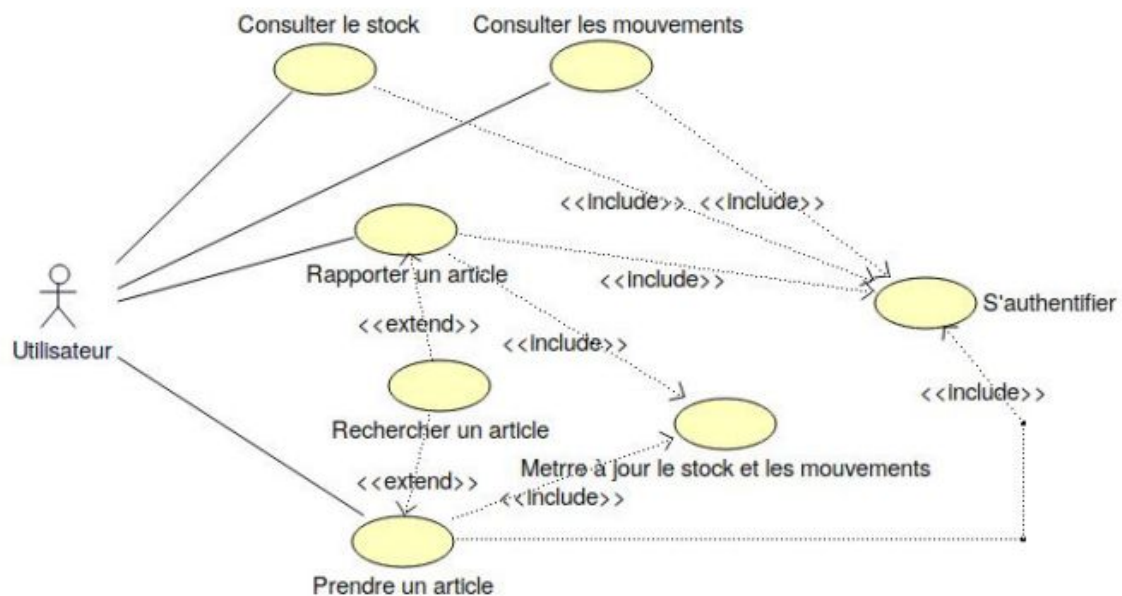 Consulter le stock
Consulter les mouvements
<<include>>
<<include>>
Rapporter un article
<<include>>
S'authentifier
<<extend>>
<<include>>
Utilisateur
<<include>>
Rechercher un article
Metrre à jour le stock et les mouvements
<<extend>>
<<include>>
Prendre un article